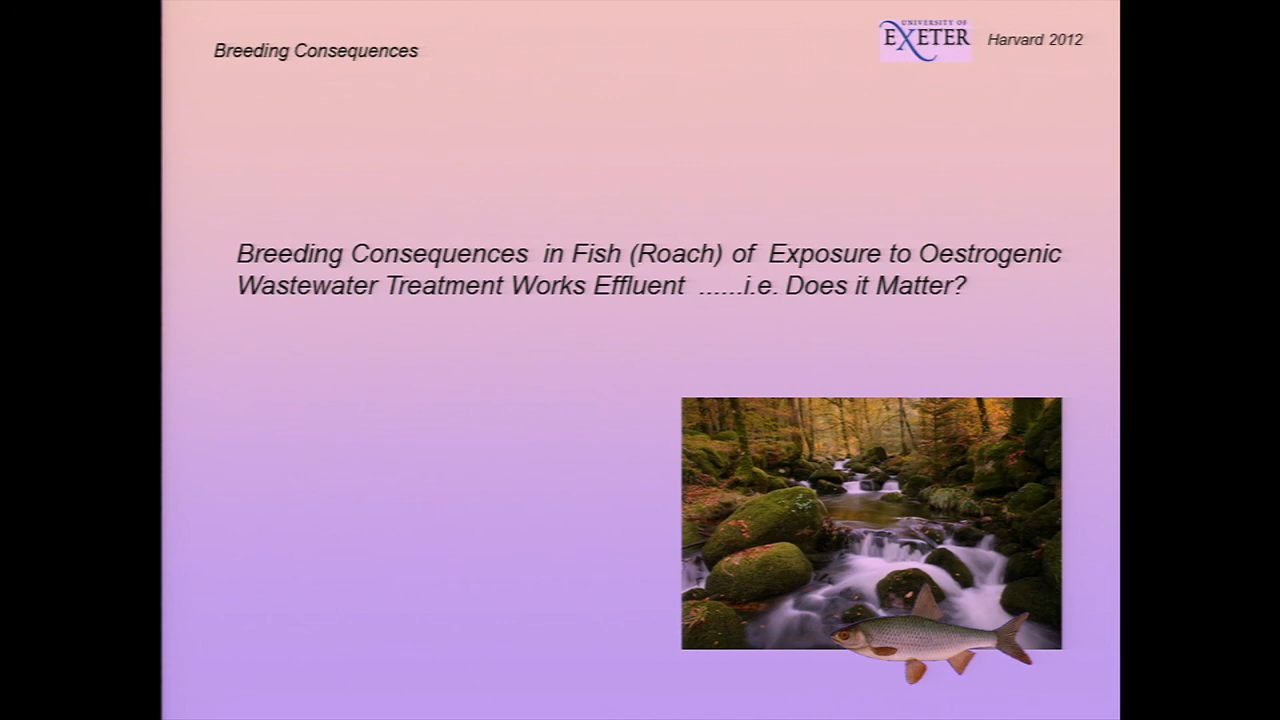 Breeding Consequences
UNIVERSITY OF
EXETER
Harvard 2012
Breeding Consequences in Fish (Roach) of Exposure to Oestrogenic
Wastewater Treatment Works Effluent ......i.e. Does it Matter?